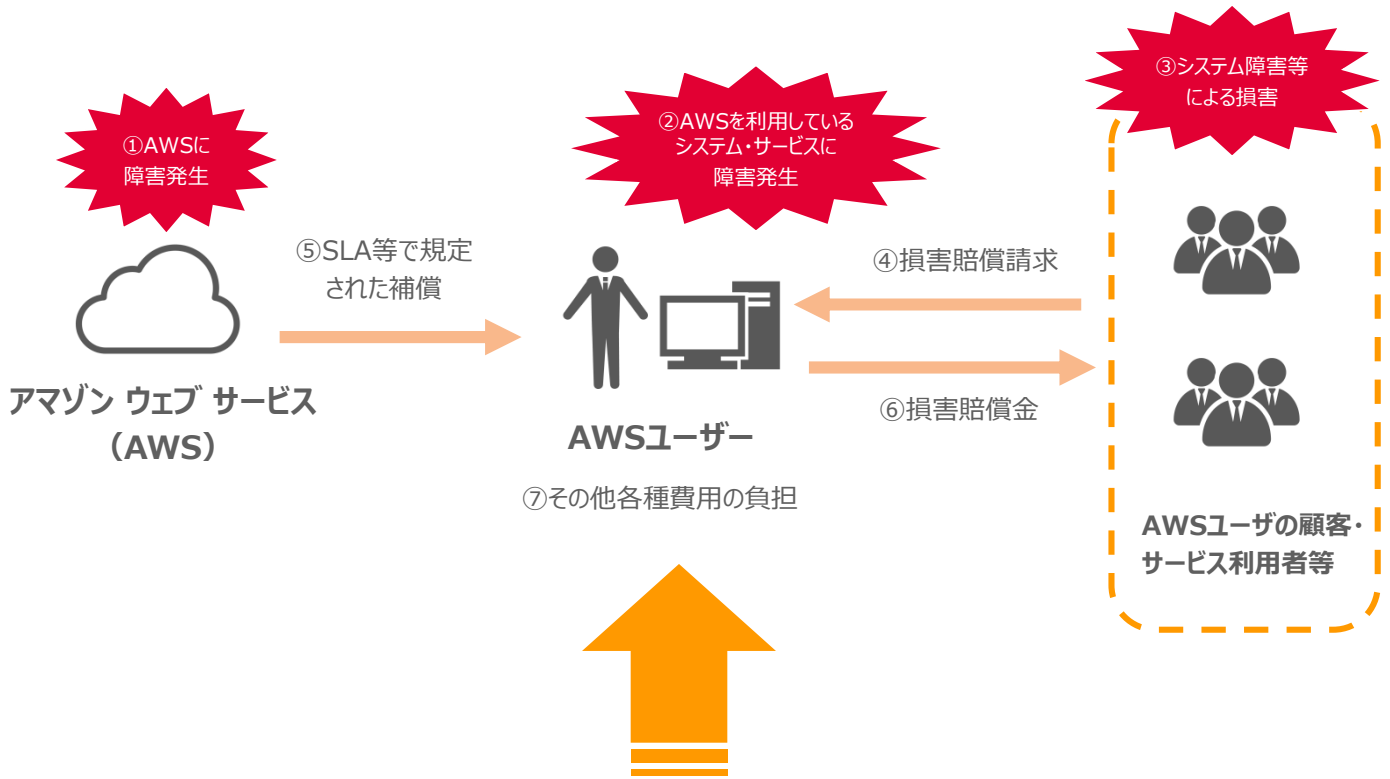 ①AWSに
障害発生
②AWSを利用している
システム・サービスに
障害発生
③システム障害等
による損害
⑤SLA等で規定
された補償
④損害賠償請求
⑥損害賠償金
アマゾン ウェブ サービス
（AWS）
AWSユーザー
⑦その他各種費用の負担
AWSユーザの顧客・
サービス利用者等